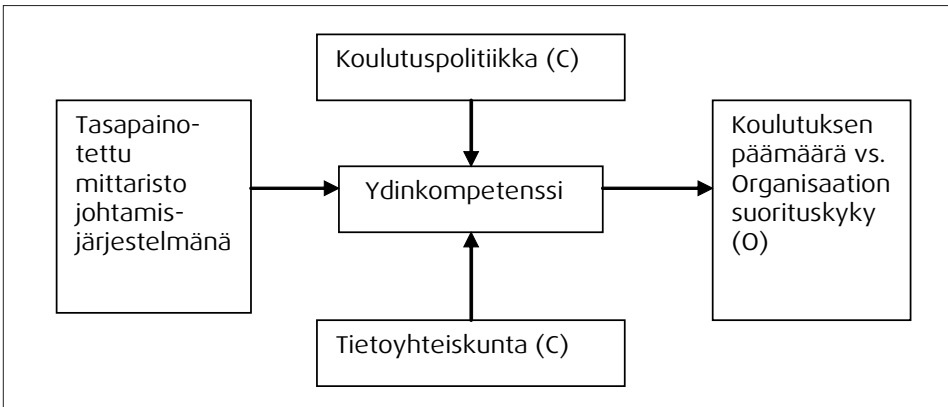 Koulutuspolitiikka (C)
Tasapaino-
tettu
mittaristo
johtamis-
järjestelmänä
Ydinkompetenssi
Koulutuksen
päämäärä vs.
Organisaation
suorituskyky
(O)
Tietoyhteiskunta (C)